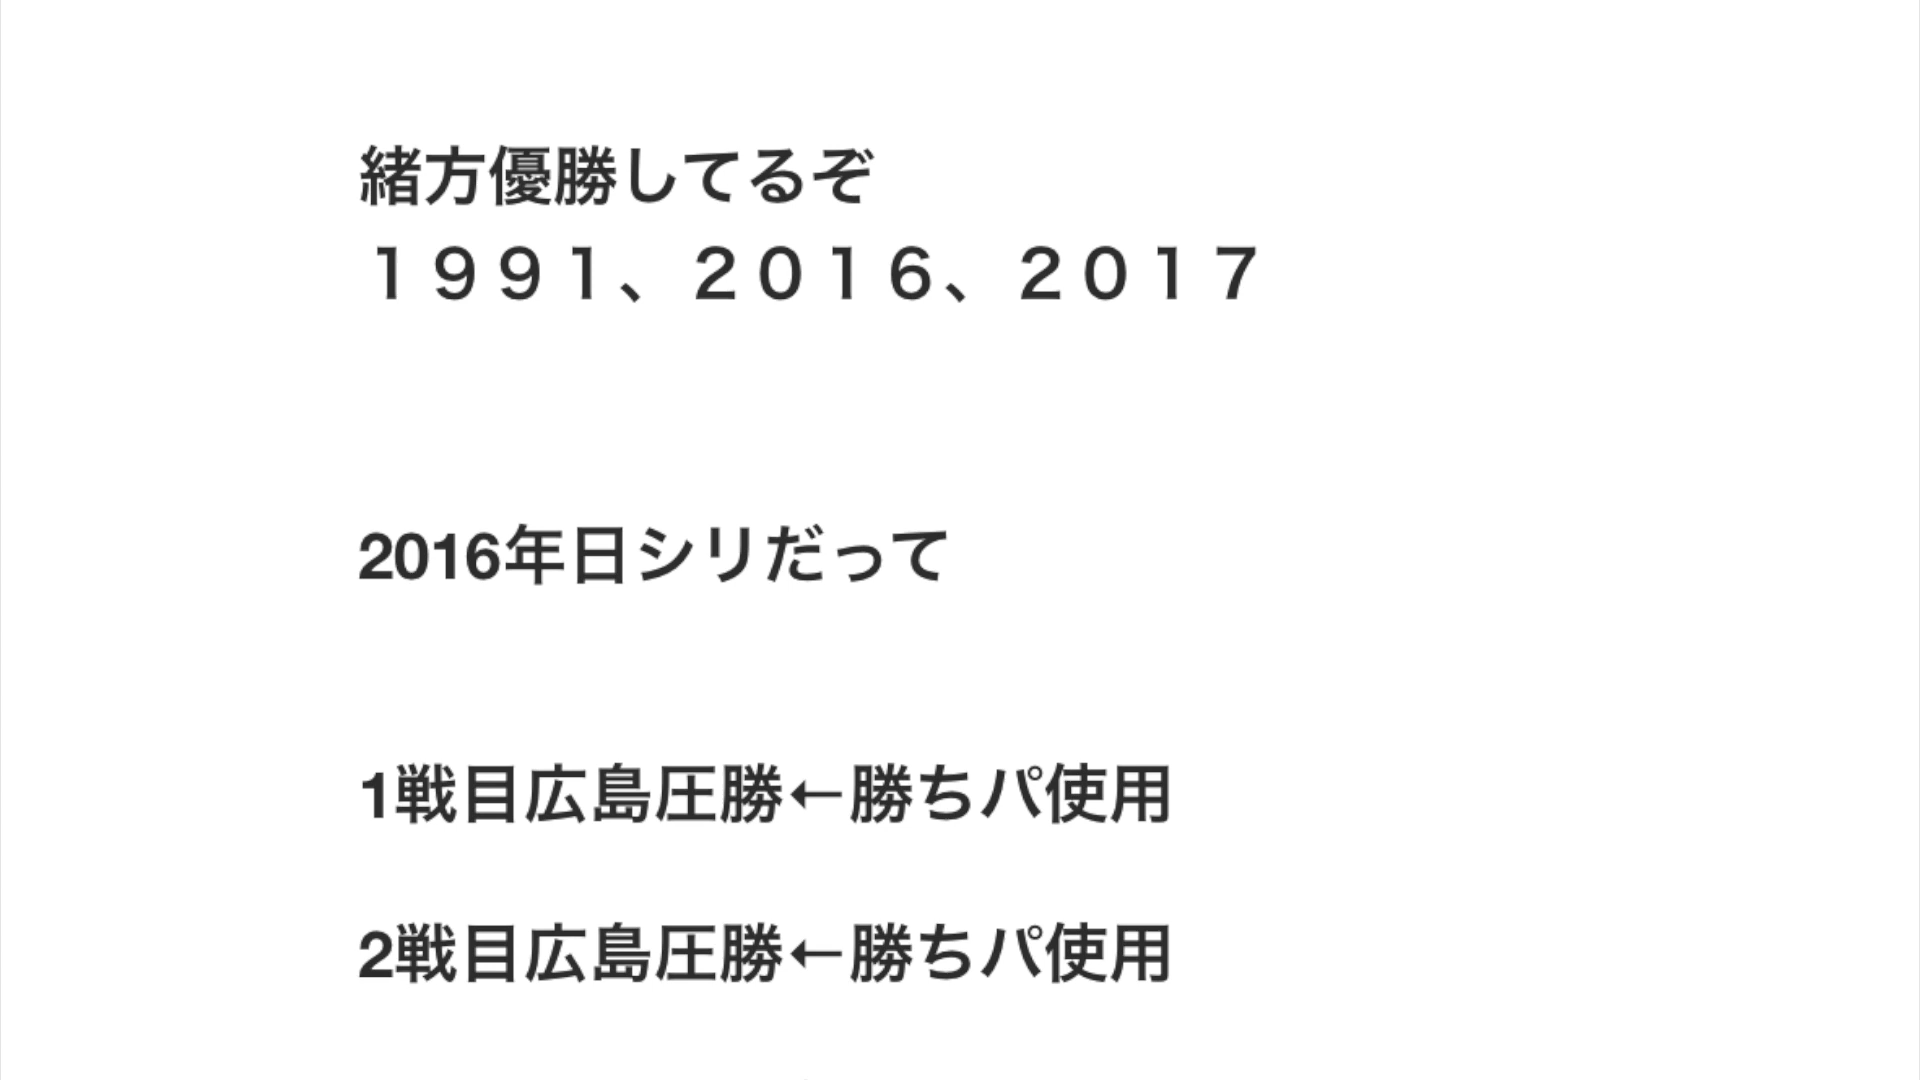 緒方優勝してるぞ
１９９１、２０１６、２０１７
2016年日シリだって
1戦目広島圧勝←勝ちパ使用
2戦目広島圧勝←勝ちパ使用